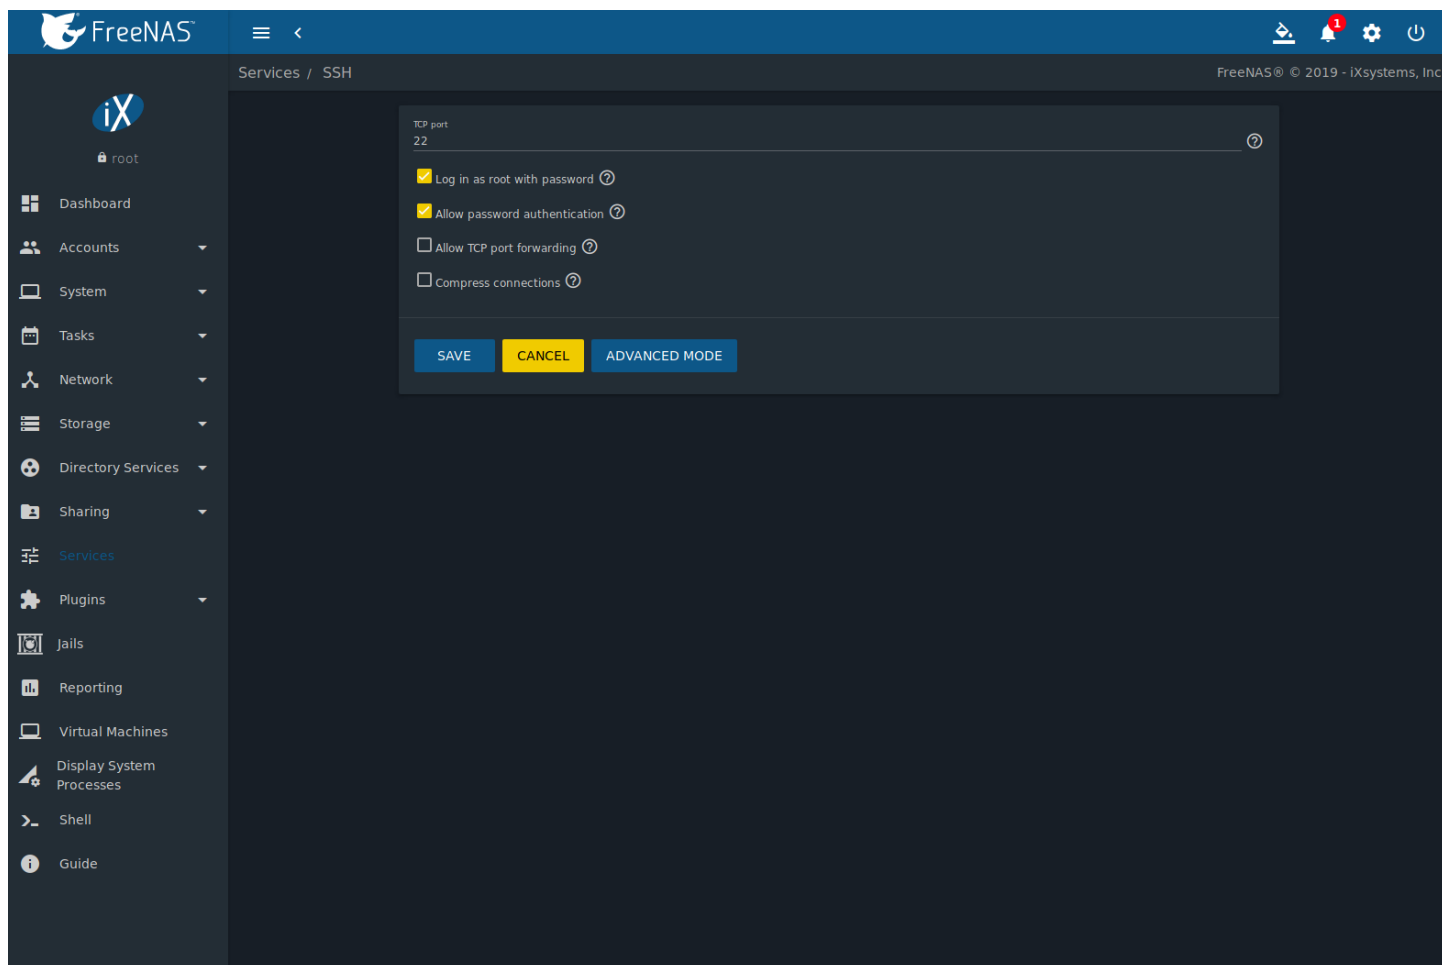 FreeNAS™
1
Services / SSH
FreeNAS® © 2019 - iXsystems, Inc
iX
root
Dashboard
Accounts
System
Tasks
Network
Storage
Directory Services
Sharing
Services
Plugins
Jails
Reporting
Virtual Machines
Display System
Processes
Shell
Guide
TCP port
22
Log in as root with password
Allow password authentication
Allow TCP port forwarding
Compress connections
SAVE CANCEL ADVANCED MODE